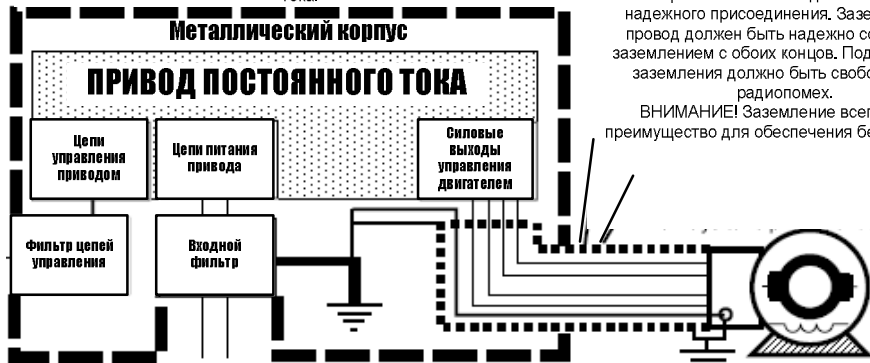 надежного присоединения. Зазе
провод должен быть надежно со
заземлением с обоих концов. Под
заземления должно быть свобо
радиопомех.
ВНИМАНИЕ! Заземление всег
преимущество для обеспечения бе
Металлический корпус
ПРИВОД ПОСТОЯННОГО ТОКА
Цепи
управления
приводом
Цепи питания
привода
Силовые
выходы
управления
двигателем
Фильтр цепей
управления
Входной
фильтр